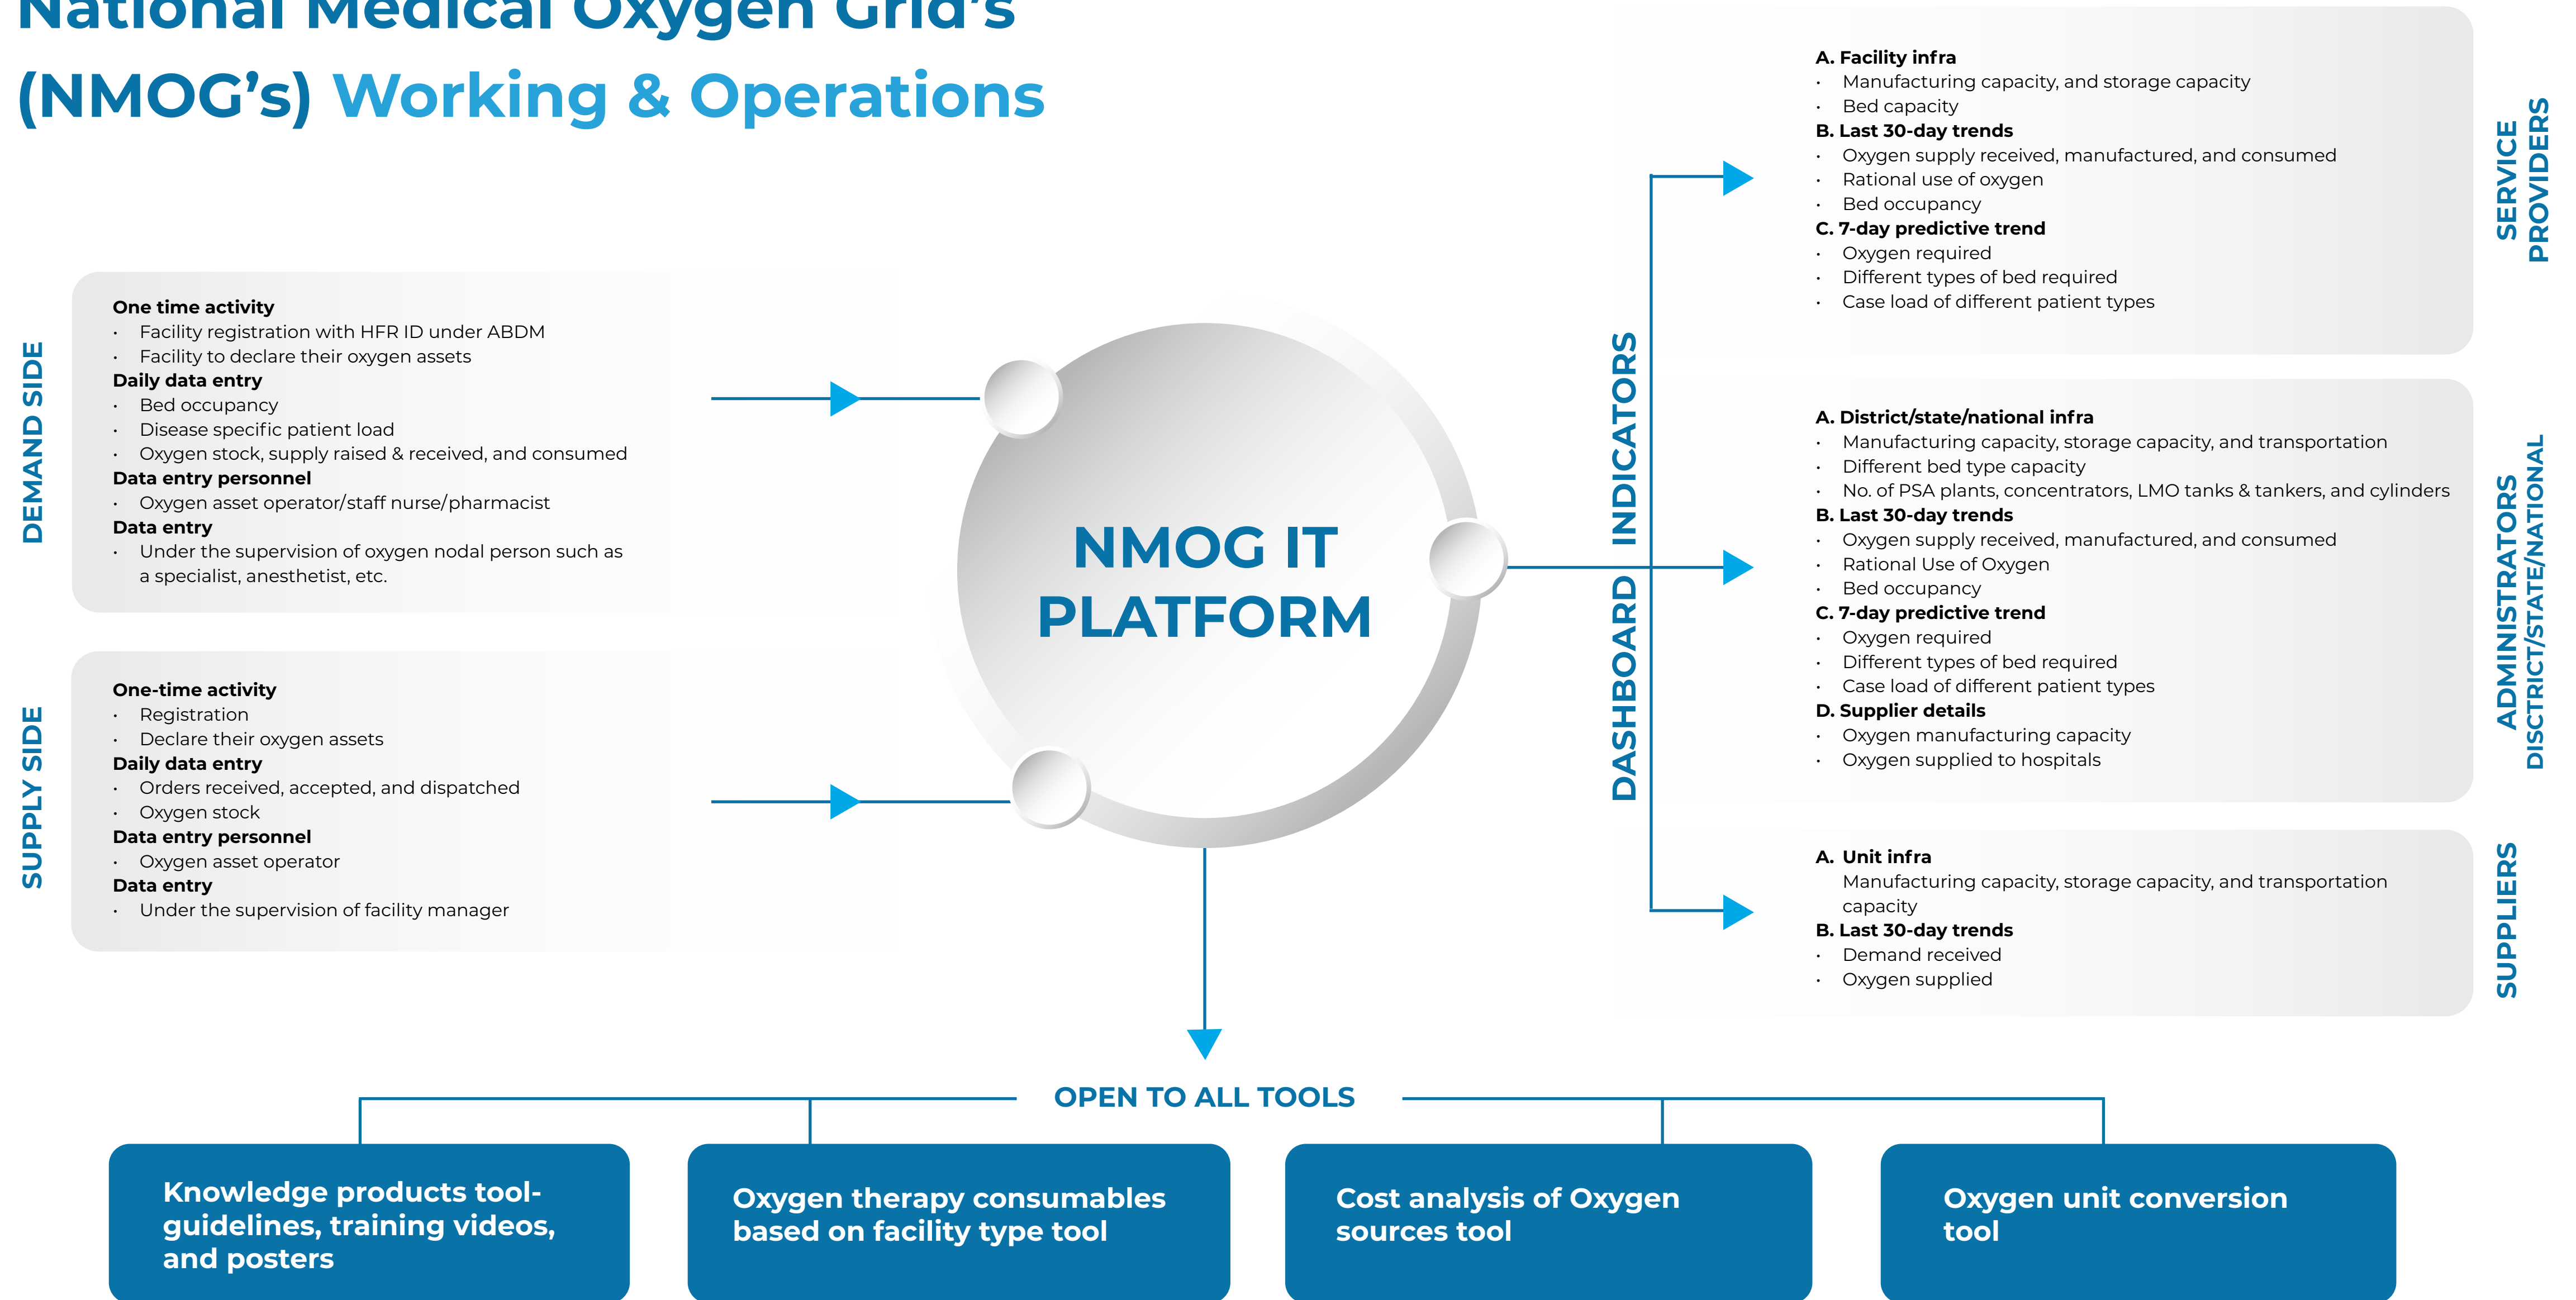 National Medical Oxygen Grid's
(NMOG's) Working & Operations
DEMAND SIDE
One time activity
• Facility registration with HFR ID under ABDM
• Facility to declare their oxygen assets
Daily data entry
• Bed occupancy
• Disease specific patient load
• Oxygen stock, supply raised & received, and consumed
Data entry personnel
• Oxygen asset operator/staff nurse/pharmacist
Data entry
• Under the supervision of oxygen nodal person such as
a specialist, anesthetist, etc.
SUPPLY SIDE
One-time activity
• Registration
• Declare their oxygen assets
Daily data entry
• Orders received, accepted, and dispatched
• Oxygen stock
Data entry personnel
• Oxygen asset operator
Data entry
• Under the supervision of facility manager
NMOG IT
PLATFORM
DASHBOARD INDICATORS
A. Facility infra
• Manufacturing capacity, and storage capacity
• Bed capacity
B. Last 30-day trends
• Oxygen supply received, manufactured, and consumed
• Rational use of oxygen
• Bed occupancy
C. 7-day predictive trend
• Oxygen required
• Different types of bed required
• Case load of different patient types
SERVICE
PROVIDERS
A. District/state/national infra
• Manufacturing capacity, storage capacity, and transportation
• Different bed type capacity
• No. of PSA plants, concentrators, LMO tanks & tankers, and cylinders
B. Last 30-day trends
• Oxygen supply received, manufactured, and consumed
• Rational Use of Oxygen
• Bed occupancy
C. 7-day predictive trend
• Oxygen required
• Different types of bed required
• Case load of different patient types
D. Supplier details
• Oxygen manufacturing capacity
• Oxygen supplied to hospitals
ADMINISTRATORS
DISCTRICT/STATE/NATIONAL
A. Unit infra
Manufacturing capacity, storage capacity, and transportation
capacity
B. Last 30-day trends
• Demand received
• Oxygen supplied
SUPPLIERS
OPEN TO ALL TOOLS
Knowledge products tool-
guidelines, training videos,
and posters
Oxygen therapy consumables
based on facility type tool
Cost analysis of Oxygen
sources tool
Oxygen unit conversion
tool